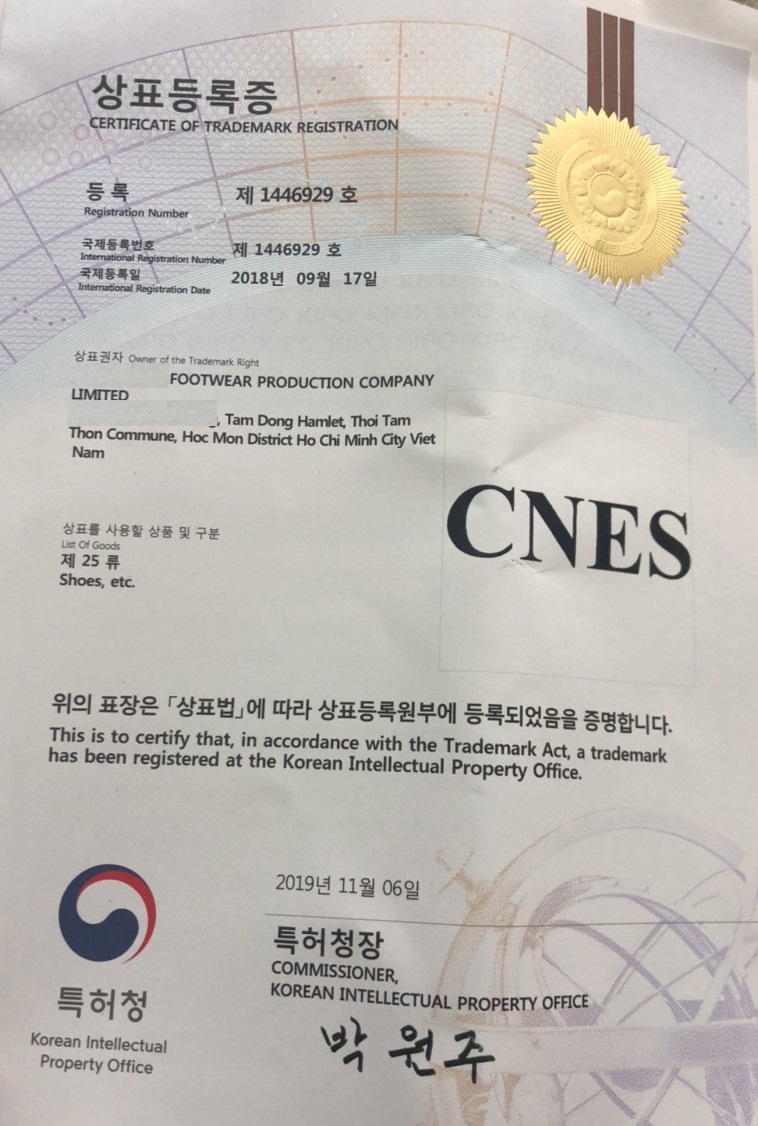 상표등록증
CERTIFICATE OF TRADEMARK REGISTRATION
등 록 제 1446929 호
Registration Number
국제등록번호 제 1446929 호
International Registration Number
국제등록일 2018년 09월 17일
International Registration Date
KIPO KIPO KIPO KIPO KIPO
상표권자 Owner of the Trademark Right
FOOTWEAR PRODUCTION COMPANY
LIMITED
, Tam Dong Hamlet, Thoi Tam
Thon Commune, Hoc Mon District Ho Chi Minh City Viet
Nam
CNES
상표를 사용할 상품 및 구분
List Of Goods
제 25 류
Shoes, etc.
위의 표장은 「상표법」에 따라 상표등록원부에 등록되었음을 증명합니다.
This is to certify that, in accordance with the Trademark Act, a trademark
has been registered at the Korean Intellectual Property Office.
2019년 11월 06일
특허청장
COMMISSIONER,
KOREAN INTELLECTUAL PROPERTY OFFICE
박원주
특허청
Korean Intellectual
Property Office